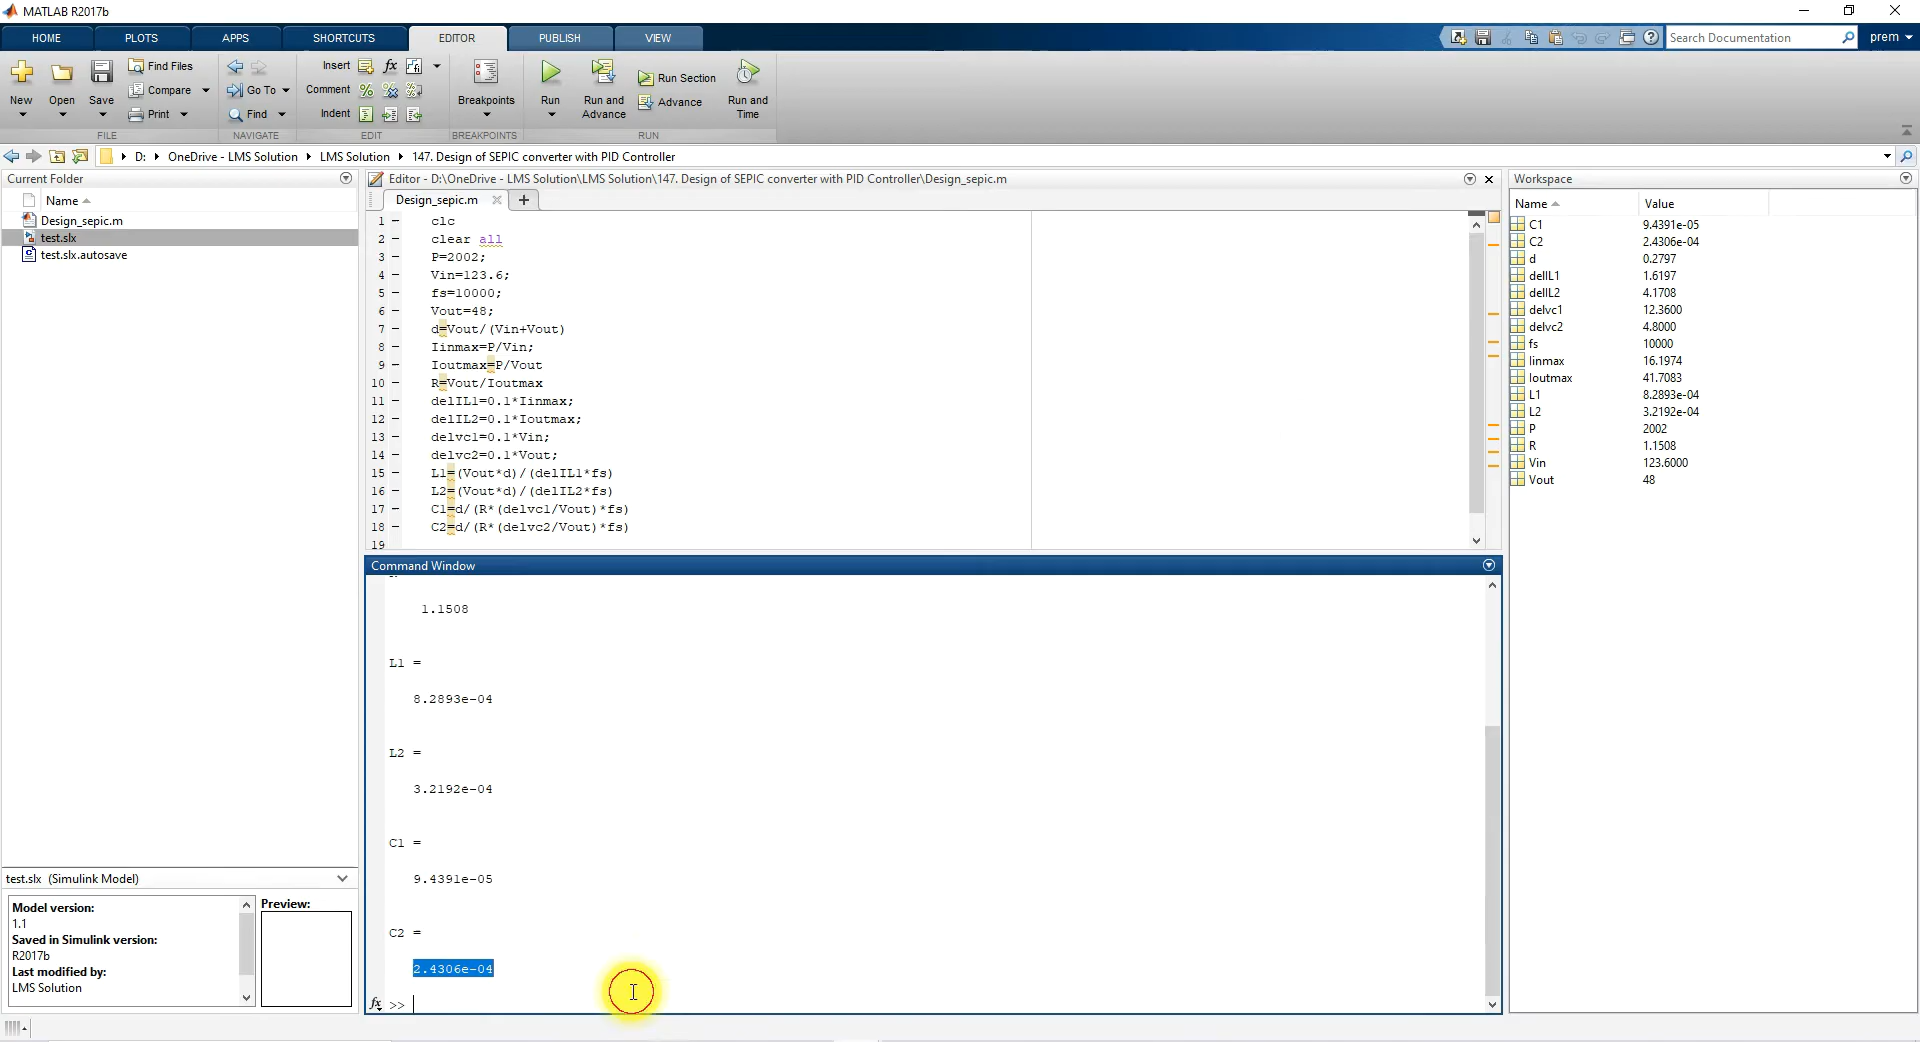 MATLAB R2017b
HOME PLOTS APPS SHORTCUTS EDITOR PUBLISH VIEW
Search Documentation
prem
New
Open
Save
Find Files
Compare
Print
FILE
Go To
Find
NAVIGATE
Insert
fx
Comment
Indent
EDIT
Breakpoints
BREAKPOINTS
Run
Run and
Advance
Run Section
Advance
Run and
Time
RUN
D: OneDrive - LMS Solution LMS Solution 147. Design of SEPIC converter with PID Controller
Current Folder
Name
Design_sepic.m
test.slx
test.slx.autosave
test.slx (Simulink Model)
Model version:
1.1
Saved in Simulink version:
R2017b
Last modified by:
LMS Solution
Preview:
Editor - D:\OneDrive - LMS Solution\LMS Solution\147. Design of SEPIC converter with PID Controller\Design_sepic.m
Design_sepic.m
1 - clc
2 - clear all
3 - P=2002;
4 - Vin=123.6;
5 - fs=10000;
6 - Vout=48;
7 - d=Vout/(Vin+Vout)
8 - Iinmax=P/Vin;
9 - Ioutmax=P/Vout
10 - R=Vout/Ioutmax
11 - delIL1=0.1*Iinmax;
12 - delIL2=0.1*Ioutmax;
13 - delvc1=0.1*Vin;
14 - delvc2=0.1*Vout;
15 - L1=(Vout*d)/(delIL1*fs)
16 - L2=(Vout*d)/(delIL2*fs)
17 - C1=d/(R*(delvc1/Vout)*fs)
18 - C2=d/(R*(delvc2/Vout)*fs)
19
Command Window
1.1508
L1 =
8.2893e-04
L2 =
3.2192e-04
C1 =
9.4391e-05
C2 =
2.4306e-04
fx >>
Workspace
Name Value
C1 9.4391e-05
C2 2.4306e-04
d 0.2797
delIL1 1.6197
delIL2 4.1708
delvc1 12.3600
delvc2 4.8000
fs 10000
Iinmax 16.1974
Ioutmax 41.7083
L1 8.2893e-04
L2 3.2192e-04
P 2002
R 1.1508
Vin 123.6000
Vout 48